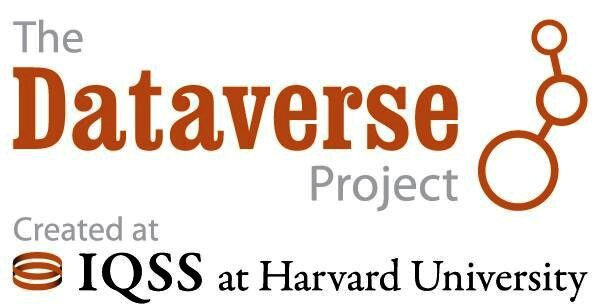 The
Dataverse
Project
Created at
IQSS at Harvard University